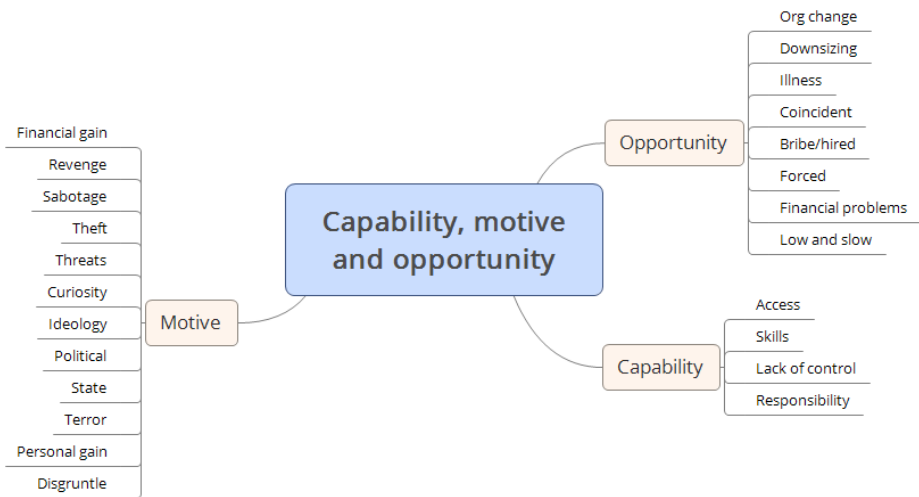 Capability, motive
and opportunity
Opportunity
Org change
Downsizing
Illness
Coincident
Bribe/hired
Forced
Financial problems
Low and slow
Capability
Access
Skills
Lack of control
Responsibility
Motive
Financial gain
Revenge
Sabotage
Theft
Threats
Curiosity
Ideology
Political
State
Terror
Personal gain
Disgruntle